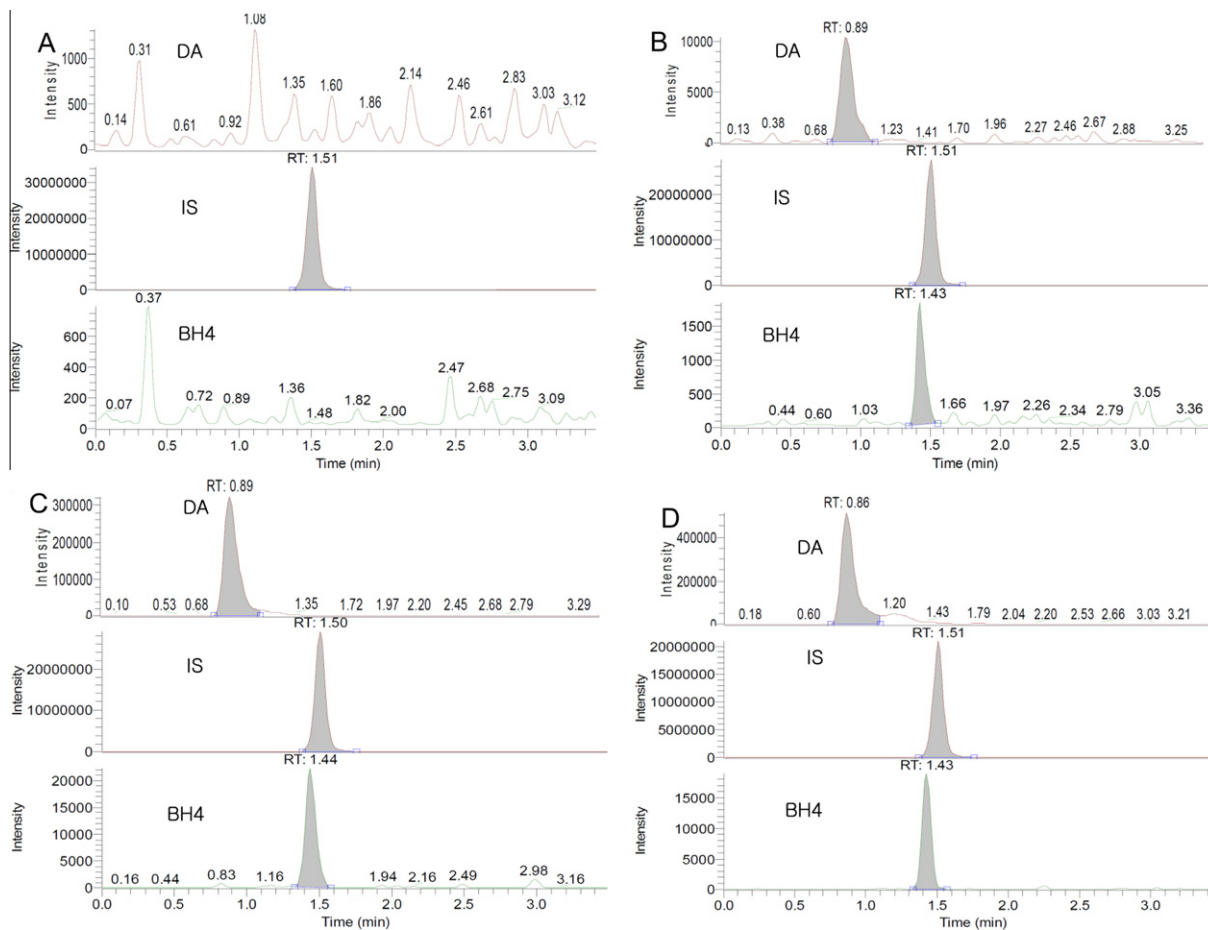 A
DA
Intensity
1000
500
0
0.14
0.31
0.61
0.92
1.08
1.35
1.60
1.86
2.14
2.46
2.61
2.83
3.03
3.12
RT: 1.51
IS
Intensity
30000000
20000000
10000000
0
BH4
Intensity
600
400
200
0
0.07
0.37
0.72
0.89
1.36
1.48
1.82
2.00
2.47
2.68
2.75
3.09
0.0 0.5 1.0 1.5 2.0 2.5 3.0
Time (min)
B
DA
Intensity
10000
5000
0
RT: 0.89
0.13
0.38
0.68
1.23
1.41
1.70
1.96
2.27
2.46
2.67
2.88
3.25
RT: 1.51
IS
Intensity
20000000
10000000
0
RT: 1.43
BH4
Intensity
1500
1000
500
0
0.44
0.60
1.03
1.66
1.97
2.26
2.34
2.79
3.05
3.36
0.0 0.5 1.0 1.5 2.0 2.5 3.0
Time (min)
C
DA
Intensity
300000
200000
100000
0
RT: 0.89
0.10
0.53
0.68
1.35
1.72
1.97
2.20
2.45
2.68
2.79
3.29
RT: 1.50
IS
Intensity
20000000
10000000
0
RT: 1.44
BH4
Intensity
20000
15000
10000
5000
0
0.16
0.44
0.83
1.16
1.94
2.16
2.49
2.98
3.16
0.0 0.5 1.0 1.5 2.0 2.5 3.0
Time (min)
D
DA
Intensity
400000
200000
0
RT: 0.86
0.18
0.60
1.20
1.43
1.79
2.04
2.20
2.53
2.66
3.03
3.21
RT: 1.51
IS
Intensity
20000000
15000000
10000000
5000000
0
RT: 1.43
BH4
Intensity
15000
10000
5000
0
0.0 0.5 1.0 1.5 2.0 2.5 3.0
Time (min)